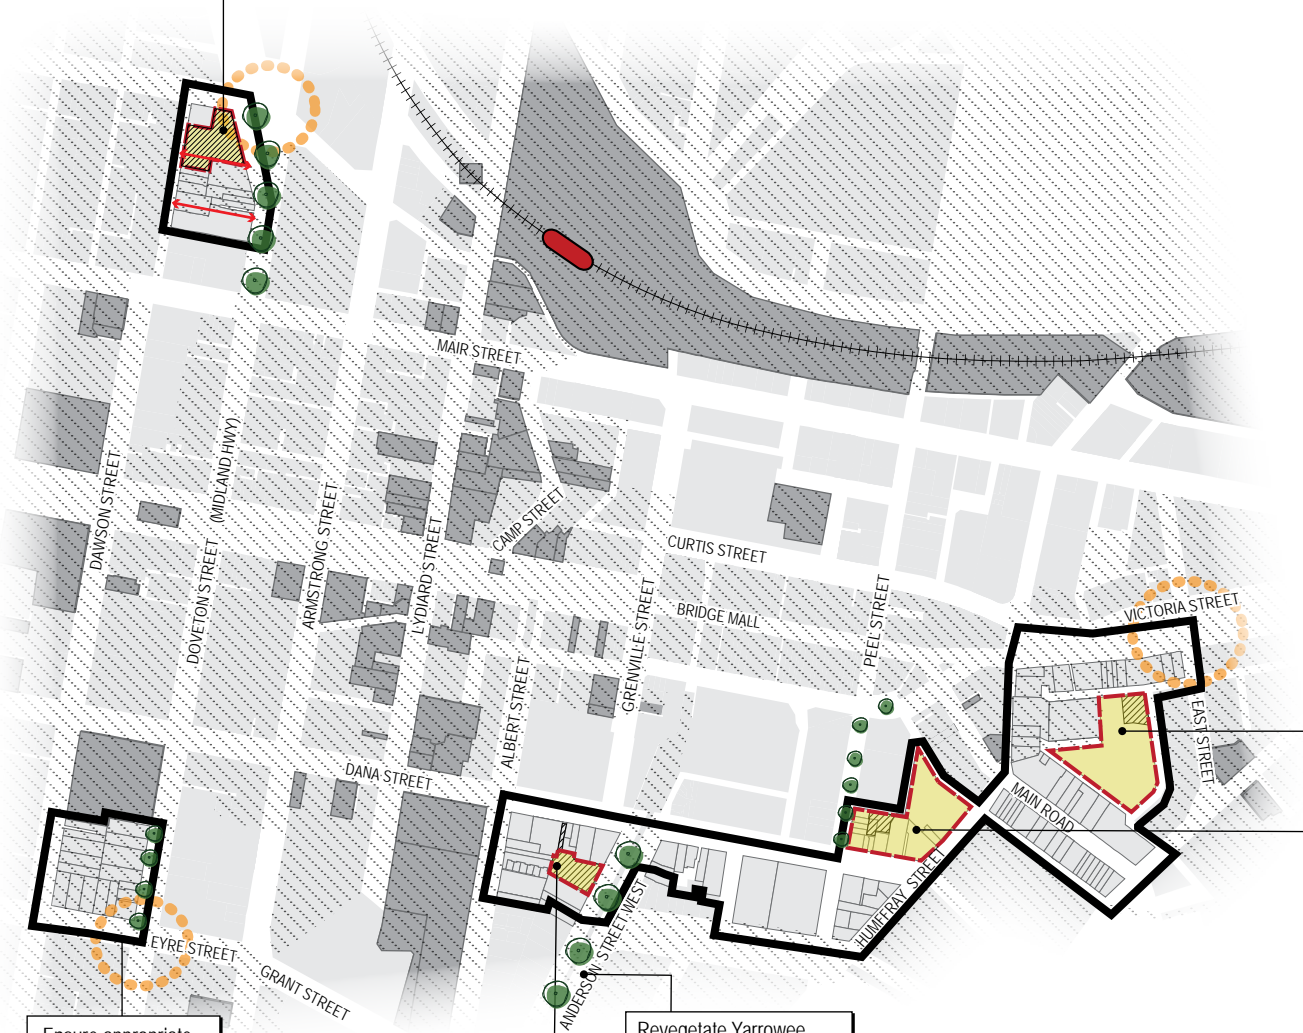 MAIR STREET
DAWSON STREET
DOVETON STREET (MIDLAND HWY)
ARMSTRONG STREET
LYDIARD STREET
CAMP STREET
CURTIS STREET
BRIDGE MALL
GRENVILLE STREET
PEEL STREET
VICTORIA STREET
ALBERT STREET
EAST STREET
DANA STREET
MAIN ROAD
HUMFFRAY STREET
ANDERSON STREET WEST
EYRE STREET
GRANT STREET
Ensure appropriate
Revegetate Yarrowee